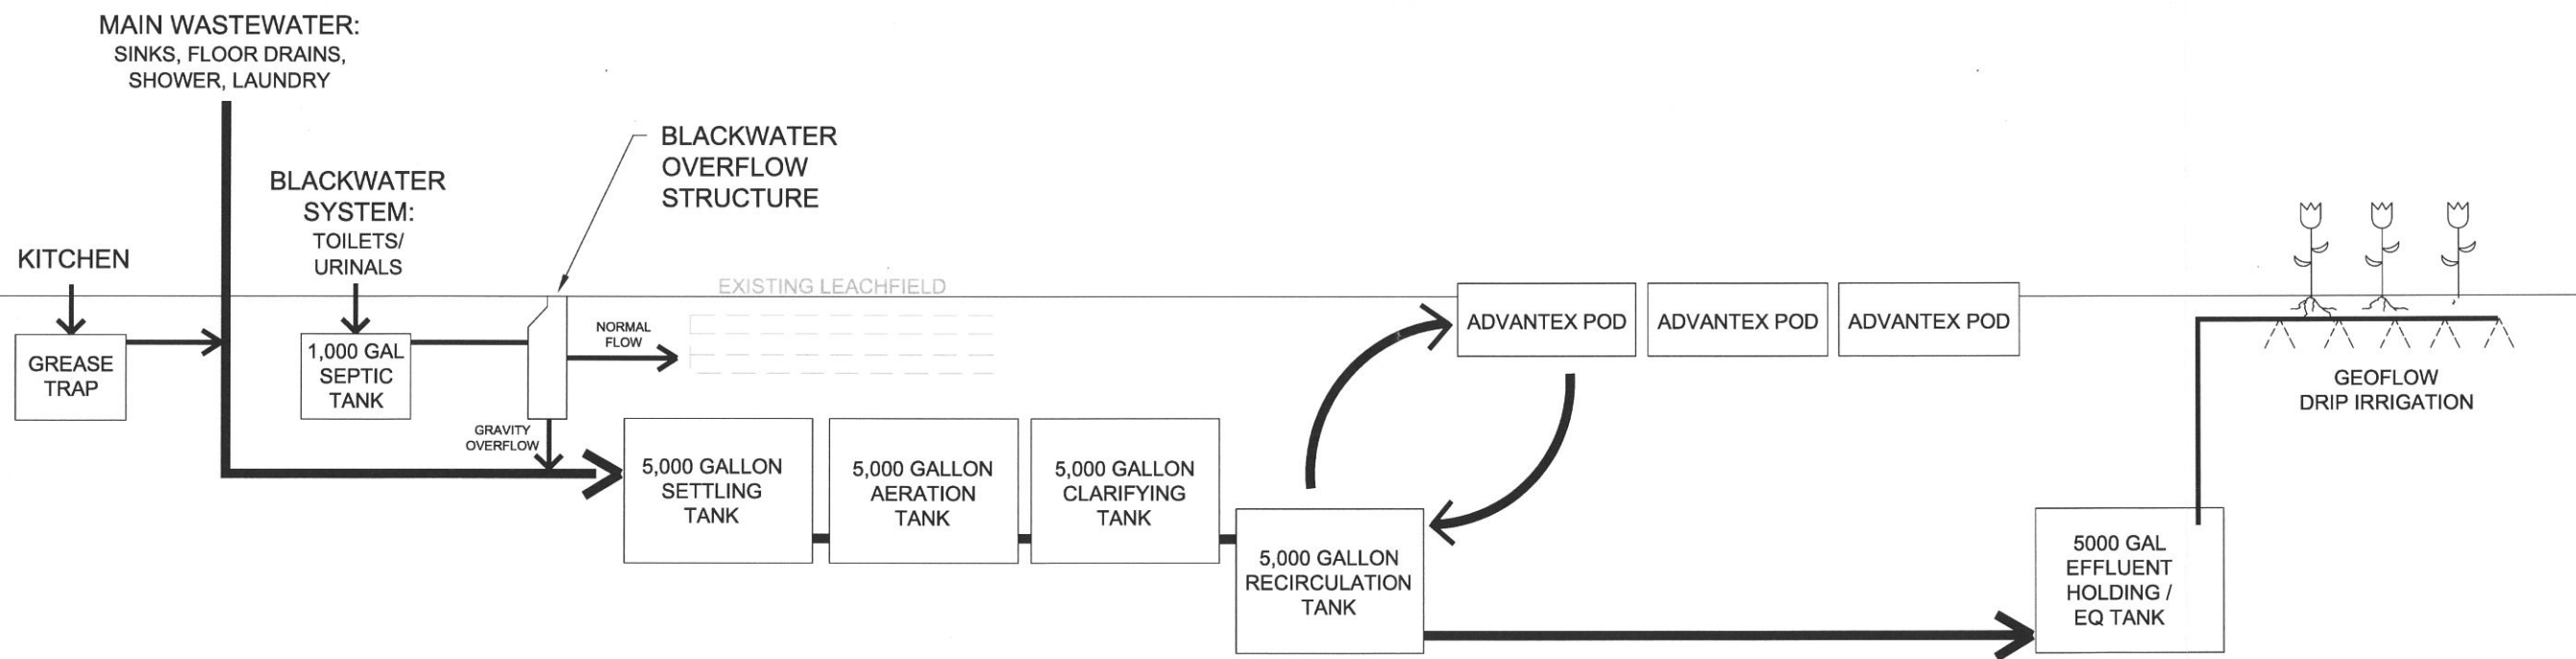 MAIN WASTEWATER:
SINKS, FLOOR DRAINS,
SHOWER, LAUNDRY
BLACKWATER
OVERFLOW
STRUCTURE
BLACKWATER
SYSTEM:
TOILETS/
URINALS
KITCHEN
EXISTING LEACHFIELD
GREASE
TRAP
1,000 GAL
SEPTIC
TANK
NORMAL
FLOW
GRAVITY
OVERFLOW
5,000 GALLON
SETTLING
TANK
5,000 GALLON
AERATION
TANK
5,000 GALLON
CLARIFYING
TANK
5,000 GALLON
RECIRCULATION
TANK
ADVANTEX POD
ADVANTEX POD
ADVANTEX POD
5000 GAL
EFFLUENT
HOLDING /
EQ TANK
GEOFLOW
DRIP IRRIGATION